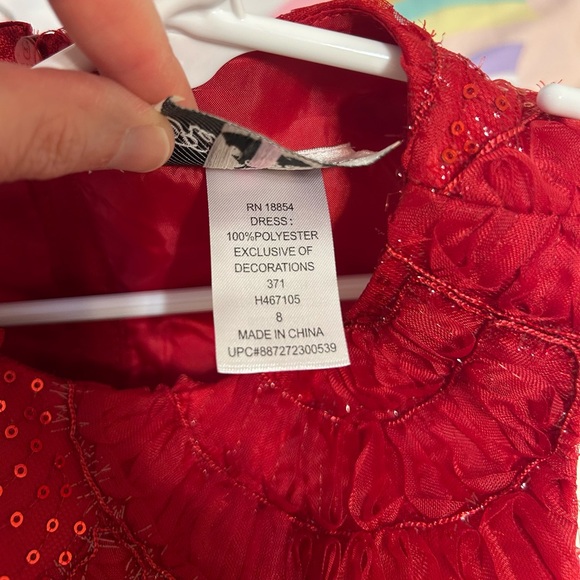 RN 18854
DRESS:
100%POLYESTER
EXCLUSIVE OF
DECORATIONS
371
H467105
8
MADE IN CHINA
UPC#887272300539